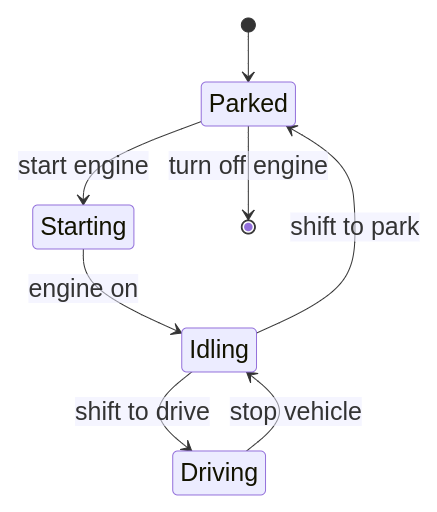 Parked
start engine
turn off engine
Starting
shift to park
engine on
Idling
shift to drive
stop vehicle
Driving